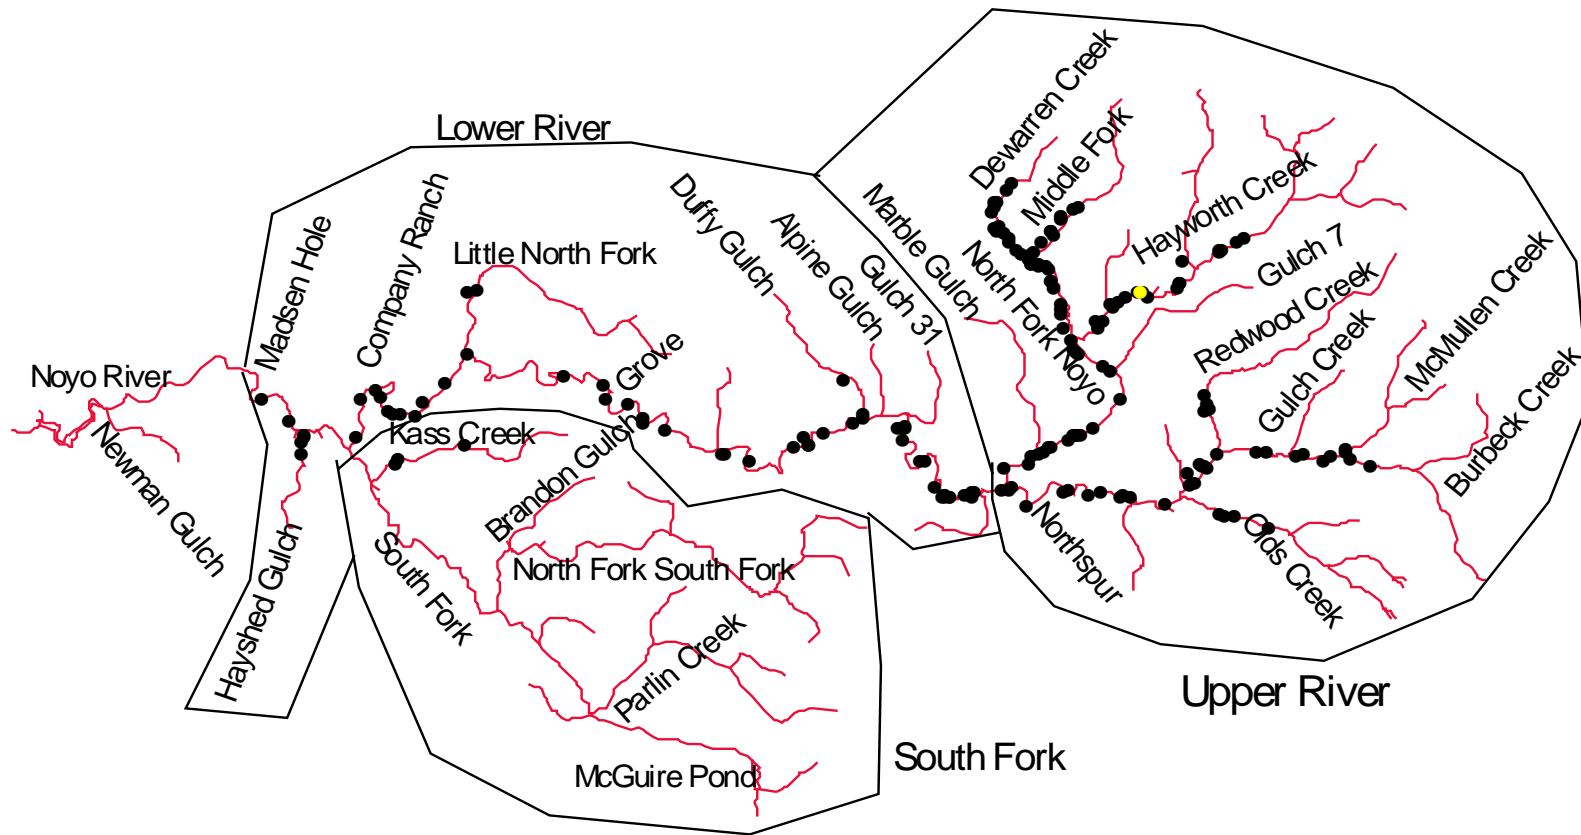 Lower River
Dewarren Creek
Middle Fork
Hayworth Creek
Gulch 7
Duffy Gulch
Alpine Gulch
Gulch 31
Marble Gulch
North Fork Noyo
Madsen Hole
Company Ranch
Little North Fork
Redwood Creek
Gulch Creek
McMullen Creek
Burbeck Creek
Noyo River
Newman Gulch
Grove
Kass Creek
Brandon Gulch
Hayshed Gulch
South Fork
North Fork South Fork
Northspur
Olds Creek
Parlin Creek
Upper River
McGuire Pond
South Fork